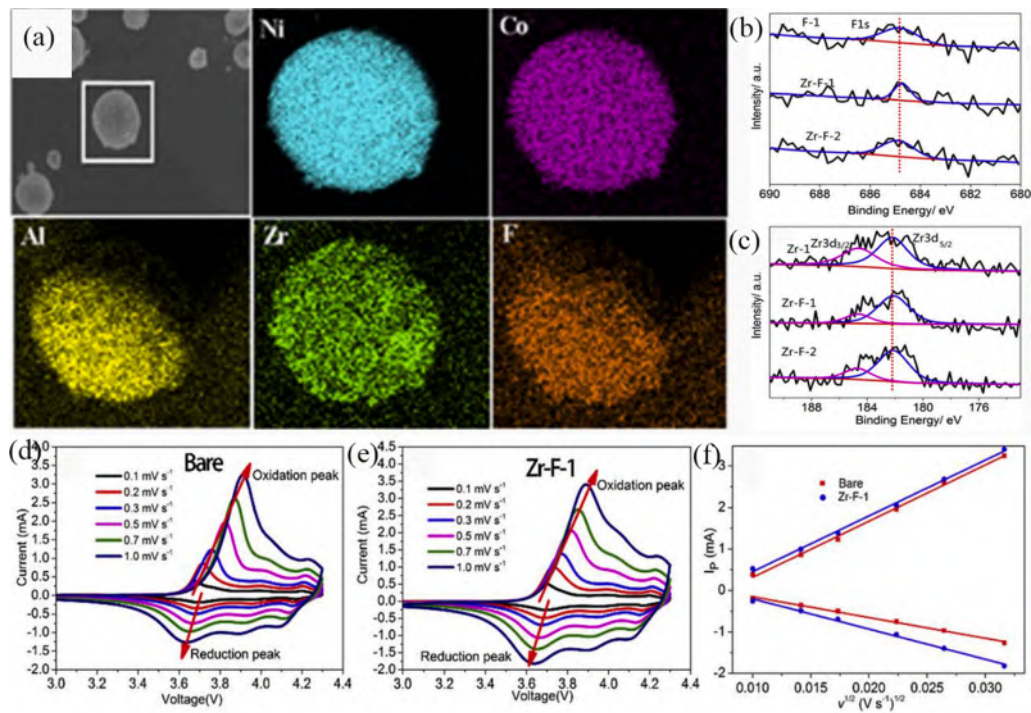 (a)
Ni
Co
Al
Zr
F
(b)
F-1
F1s
Zr-F-1
Zr-F-2
Intensity/ a.u.
690 688 686 684 682 680
Binding Energy/ eV
(c)
Zr-1
Zr3d3/2
Zr3d5/2
Zr-F-1
Zr-F-2
Intensity/ a.u.
188 184 180 176
Binding Energy/ eV
(d)
Bare
4.0
3.5
3.0
2.5
2.0
1.5
1.0
0.5
0.0
-0.5
-1.0
-1.5
-2.0
Current (mA)
0.1 mV s-1
0.2 mV s-1
0.3 mV s-1
0.5 mV s-1
0.7 mV s-1
1.0 mV s-1
Oxidation peak
Reduction peak
3.0 3.2 3.4 3.6 3.8 4.0 4.2 4.4
Voltage(V)
(e)
Zr-F-1
4.5
4.0
3.5
3.0
2.5
2.0
1.5
1.0
0.5
0.0
-0.5
-1.0
-1.5
-2.0
Current (mA)
0.1 mV s-1
0.2 mV s-1
0.3 mV s-1
0.5 mV s-1
0.7 mV s-1
1.0 mV s-1
Oxidation peak
Reduction peak
3.0 3.2 3.4 3.6 3.8 4.0 4.2 4.4
Voltage(V)
(f)
Bare
Zr-F-1
3
2
1
0
-1
-2
IP (mA)
0.010 0.015 0.020 0.025 0.030
v1/2 (V s-1)1/2